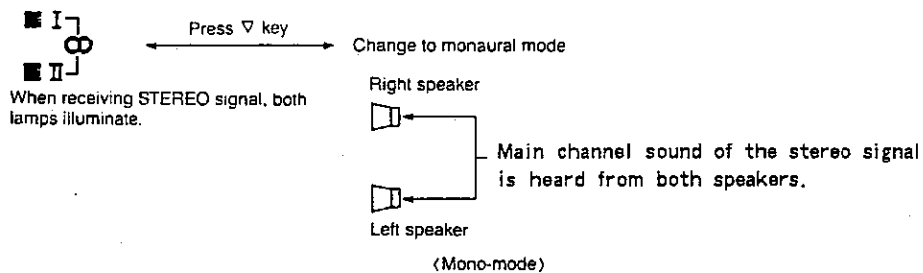 I
Press ▽ key
Change to monaural mode
II
When receiving STEREO signal, both
lamps illuminate.
Right speaker
Main channel sound of the stereo signal
is heard from both speakers.
Left speaker
〈Mono-mode〉